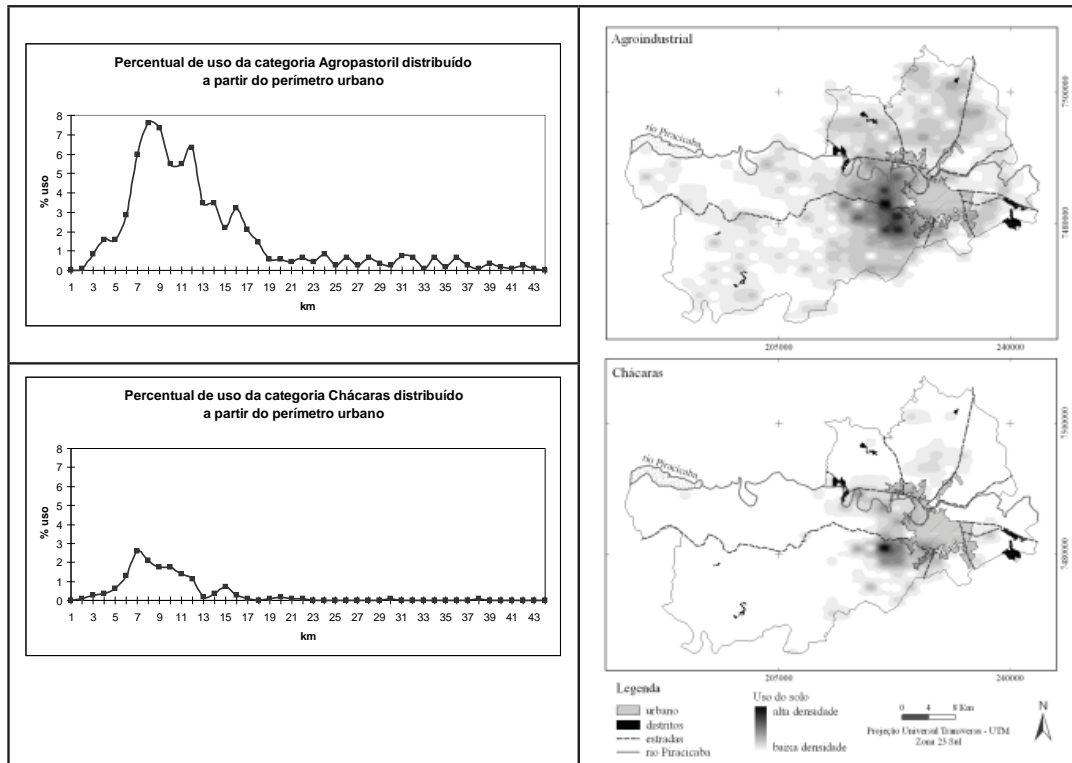 Percentual de uso da categoria Agropastoril distribuído
a partir do perímetro urbano
8
7
6
5
4
3
2
1
0
% uso
1 3 5 7 9 11 13 15 17 19 21 23 25 27 29 31 33 35 37 39 41 43
km
Agroindustrial
rio Piracicaba
7500000
7480000
205000 240000
Percentual de uso da categoria Chácaras distribuído
a partir do perímetro urbano
8
7
6
5
4
3
2
1
0
% uso
1 3 5 7 9 11 13 15 17 19 21 23 25 27 29 31 33 35 37 39 41 43
km
Chácaras
rio Piracicaba
7500000
7480000
205000 240000
Legenda
urbano
distritos
estradas
rio Piracicaba
Uso do solo
alta densidade
baixa densidade
0 4 8 Km
Projeção Universal Transversa - UTM
Zona 23 Sul
N